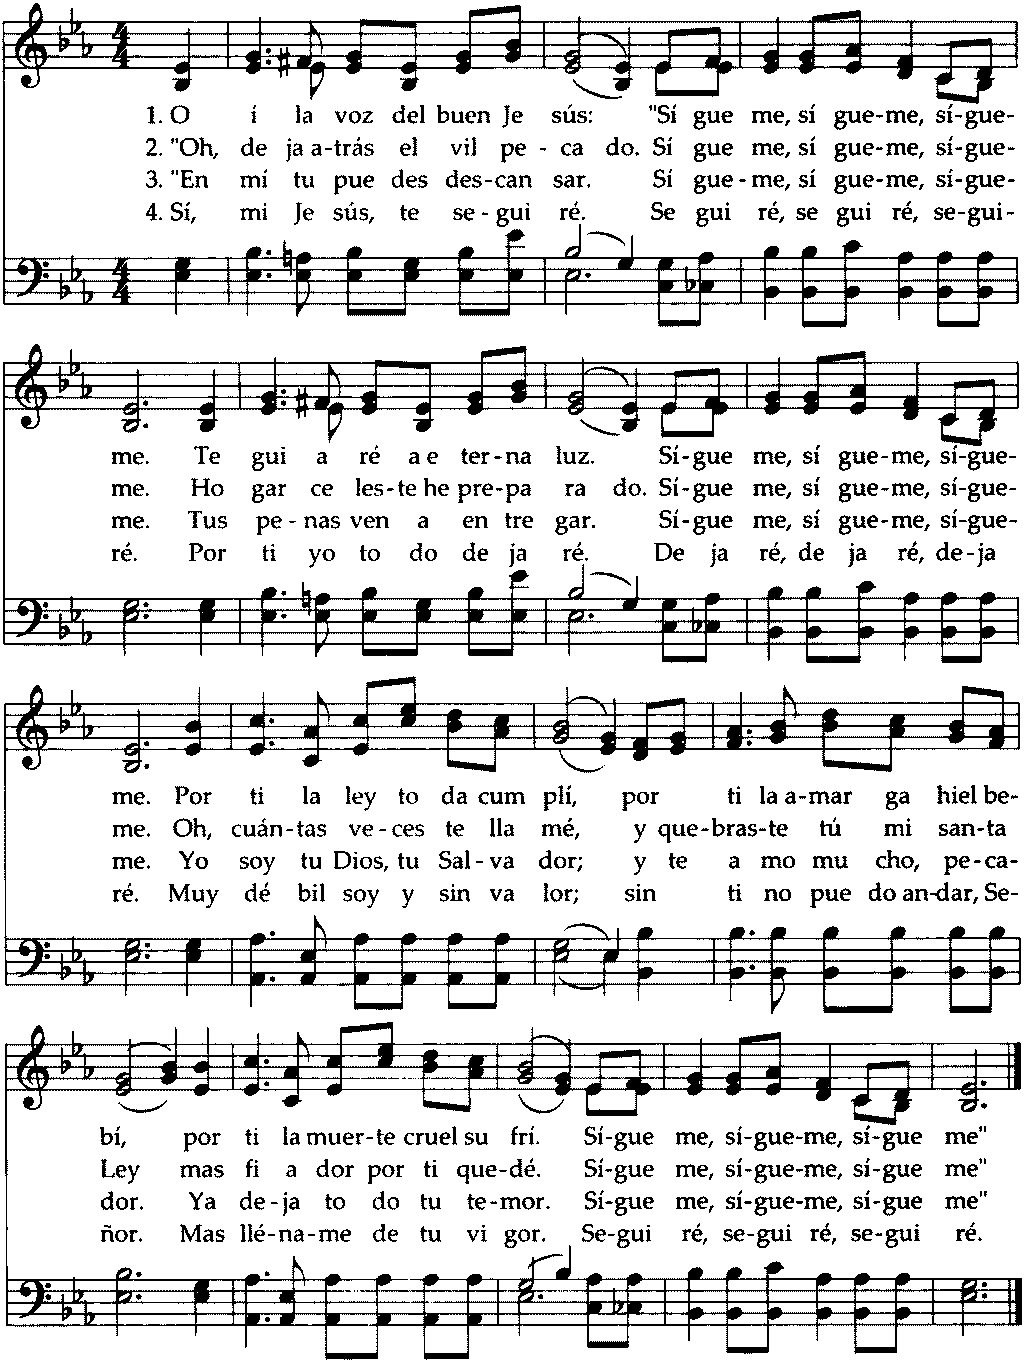 1. O í la voz del buen Je sús: "Sí gue me, sí gue-me, sí-gue-
2. "Oh, de ja a-trás el vil pe - ca do. Sí gue me, sí gue-me, sí-gue-
3. "En mí tu pue des des-can sar. Sí gue-me, sí gue-me, sí-gue-
4. Sí, mi Je sús, te se-gui ré. Se gui ré, se gui ré, se-gui-
me. Te gui a ré a e ter-na luz. Sí-gue me, sí gue-me, sí-gue-
me. Ho gar ce les-te he pre-pa ra do. Sí-gue me, sí gue-me, sí-gue-
me. Tus pe-nas ven a en tre gar. Sí-gue me, sí gue-me, sí-gue-
ré. Por ti yo to do de ja ré. De ja ré, de ja ré, de-ja
me. Por ti la ley to da cum plí, por ti la a-mar ga hiel be-
me. Oh, cuán-tas ve-ces te lla mé, y que-bras-te tú mi san-ta
me. Yo soy tu Dios, tu Sal-va dor; y te a mo mu cho, pe-ca-
ré. Muy dé bil soy y sin va lor; sin ti no pue do an-dar, Se-
bí, por ti la muer-te cruel su frí. Sí-gue me, sí-gue-me, sí-gue me"
Ley mas fi a dor por ti que-dé. Sí-gue me, sí-gue-me, sí-gue me"
dor. Ya de-ja to do tu te-mor. Sí-gue me, sí-gue-me, sí-gue me"
ñor. Mas llé-na-me de tu vi gor. Se-gui ré, se-gui ré, se-gui ré.